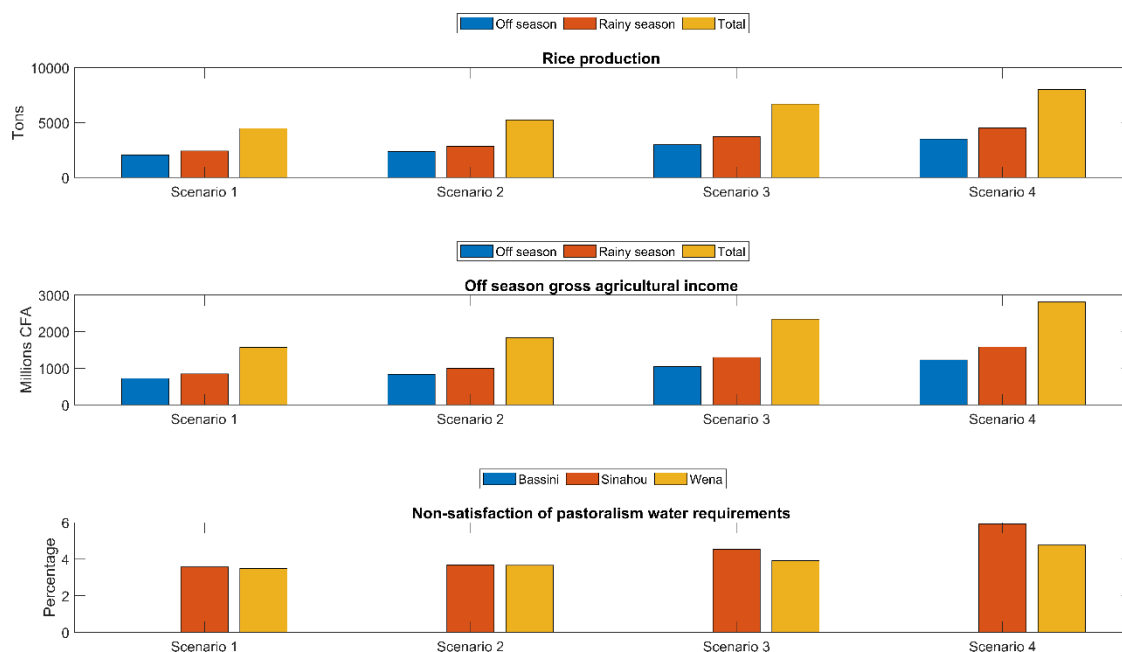 Off season Rainy season Total
Rice production
10000
5000
0
Tons
Scenario 1 Scenario 2 Scenario 3 Scenario 4
Off season Rainy season Total
Off season gross agricultural income
3000
2000
1000
0
Millions CFA
Scenario 1 Scenario 2 Scenario 3 Scenario 4
Bassini Sinahou Wena
Non-satisfaction of pastoralism water requirements
6
4
2
0
Percentage
Scenario 1 Scenario 2 Scenario 3 Scenario 4